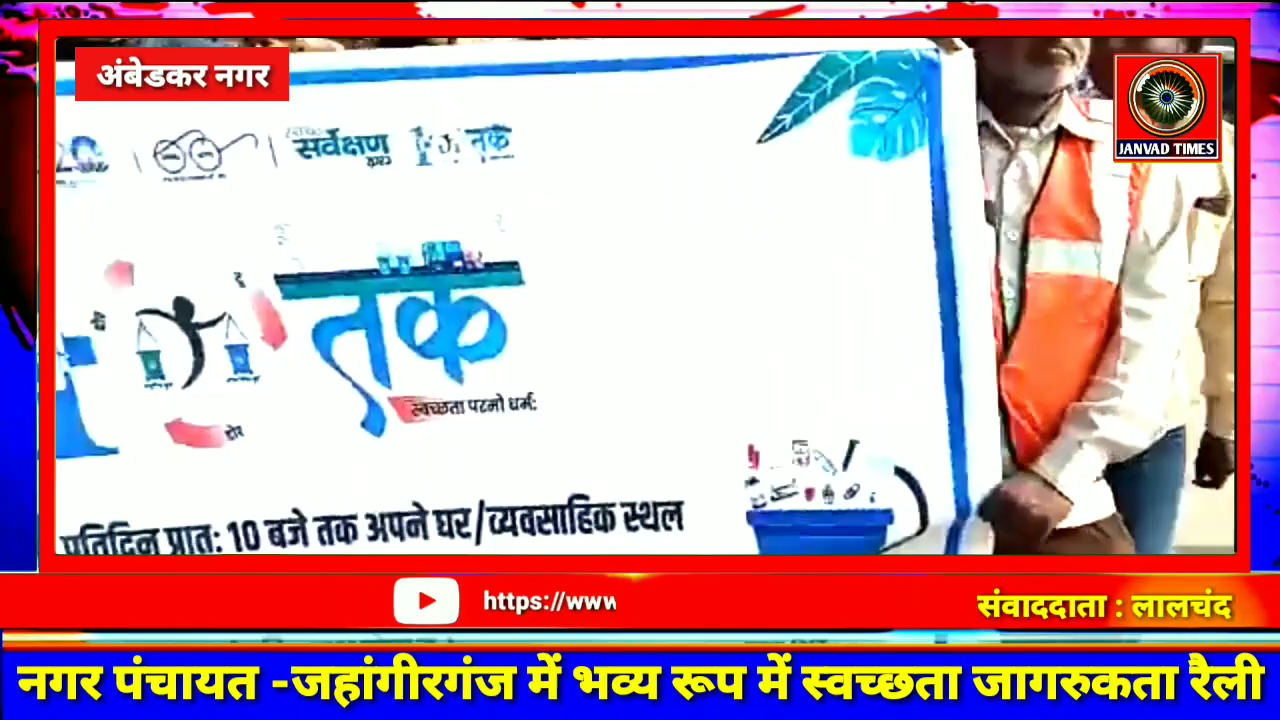 अंबेडकर नगर
JANVAD TIMES
सर्वेक्षण
तक
तक
स्वच्छता परमो धर्मः
प्रतिदिन प्रातः 10 बजे तक अपने घर/व्यवसाहिक स्थल
https://www
संवाददाता : लालचंद
नगर पंचायत -जहांगीरगंज में भव्य रूप में स्वच्छता जागरुकता रैली